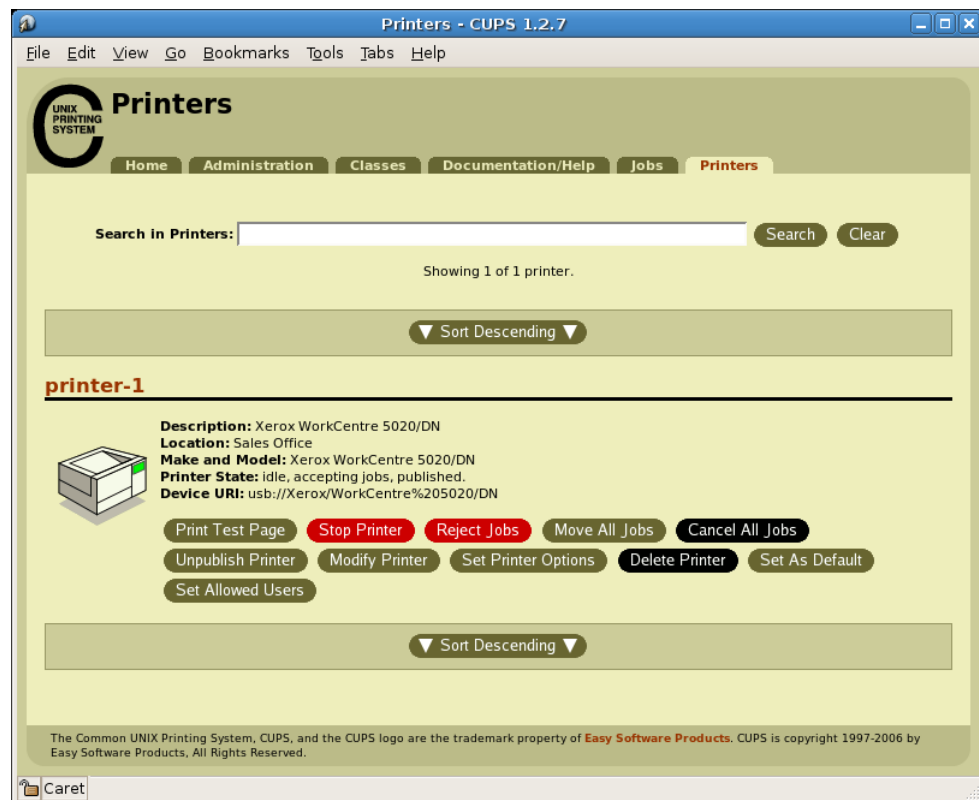 Printers - CUPS 1.2.7
File Edit View Go Bookmarks Tools Tabs Help
UNIX
PRINTING
SYSTEM
Printers
Home Administration Classes Documentation/Help Jobs Printers
Search in Printers: Search Clear
Showing 1 of 1 printer.
▼ Sort Descending ▼
printer-1
Description: Xerox WorkCentre 5020/DN
Location: Sales Office
Make and Model: Xerox WorkCentre 5020/DN
Printer State: idle, accepting jobs, published.
Device URI: usb://Xerox/WorkCentre%205020/DN
Print Test Page Stop Printer Reject Jobs Move All Jobs Cancel All Jobs
Unpublish Printer Modify Printer Set Printer Options Delete Printer Set As Default
Set Allowed Users
▼ Sort Descending ▼
The Common UNIX Printing System, CUPS, and the CUPS logo are the trademark property of Easy Software Products. CUPS is copyright 1997-2006 by
Easy Software Products, All Rights Reserved.
Caret